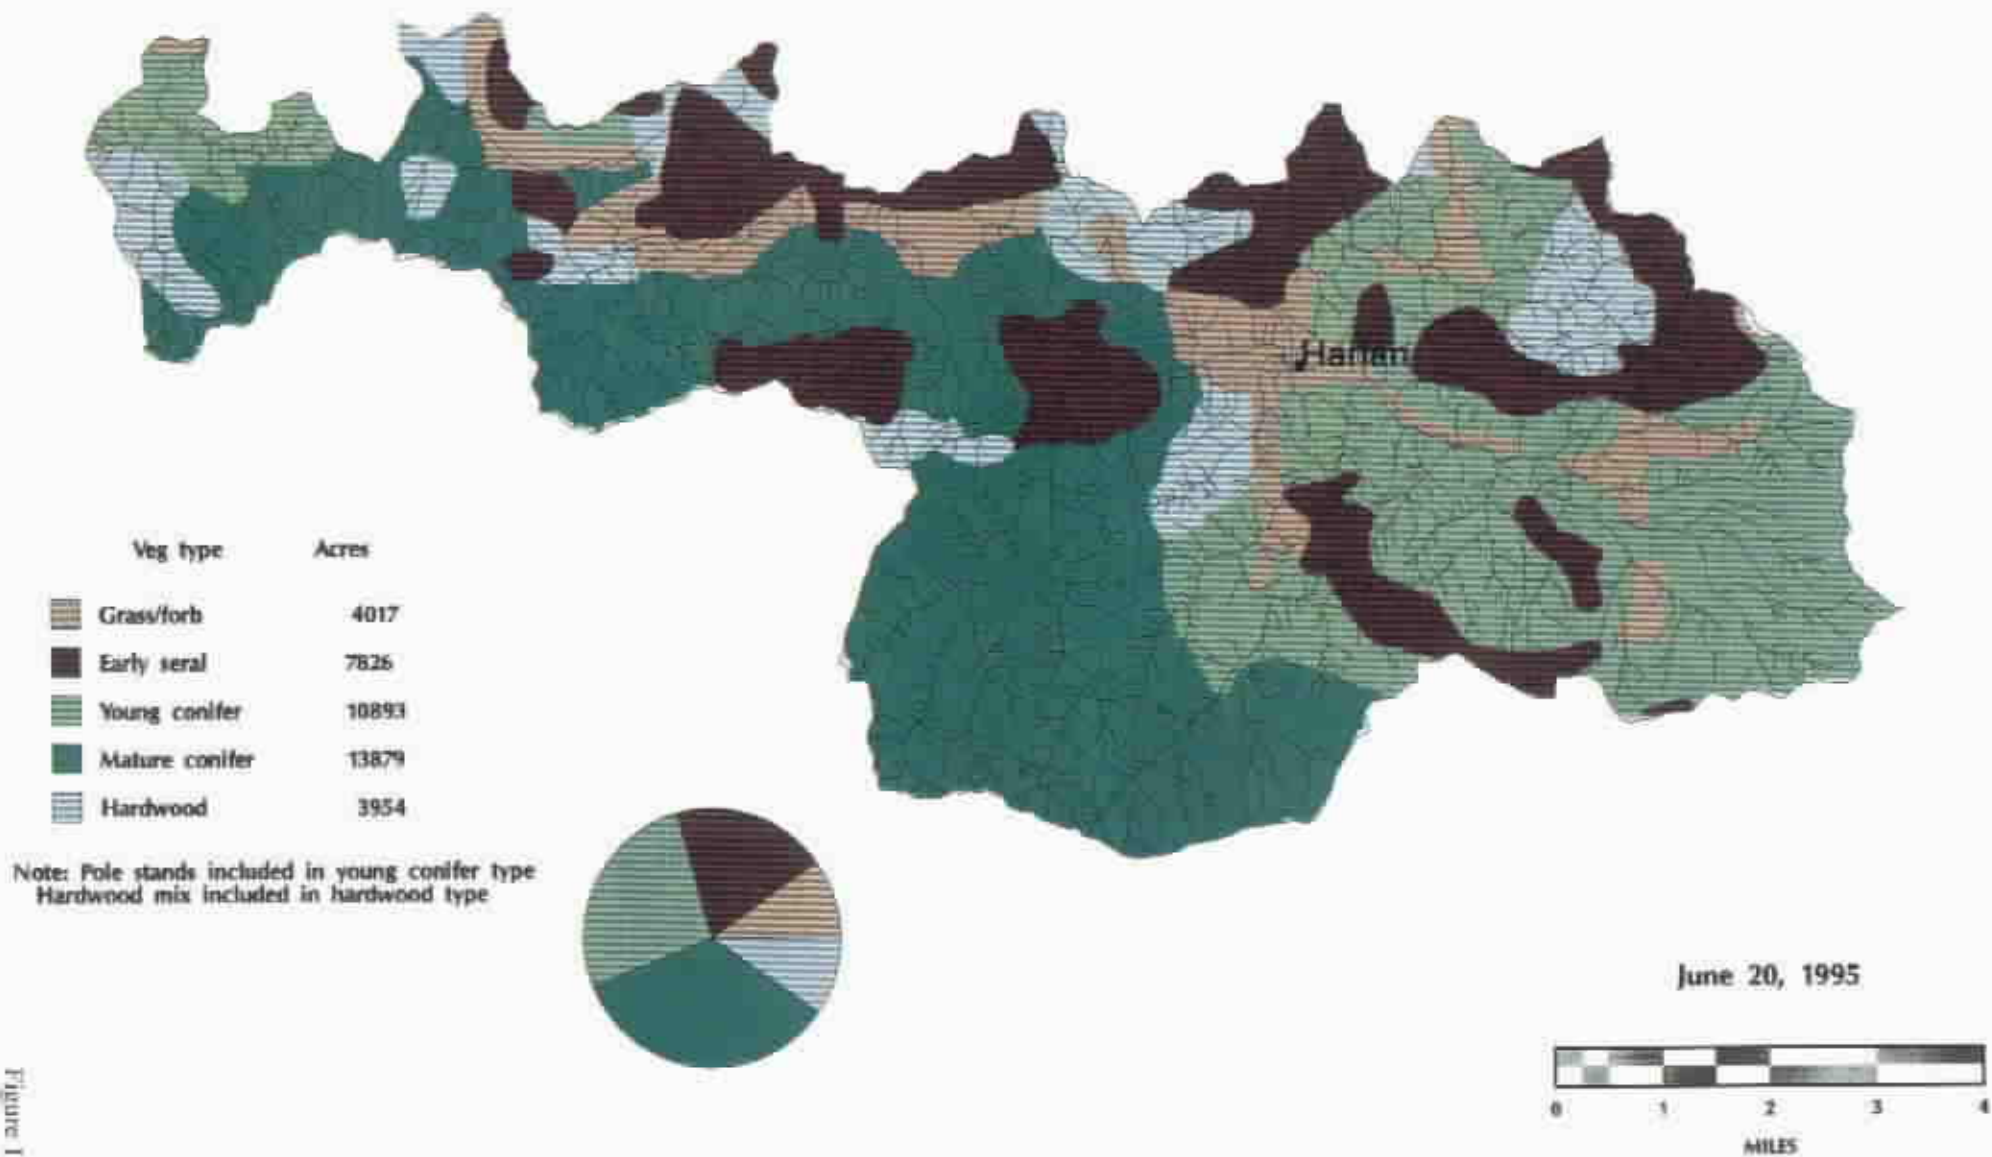 Harlan
Veg type Acres
Grass/forb 4017
Early seral 7826
Young conifer 10893
Mature conifer 13879
Hardwood 3954
Note: Pole stands included in young conifer type
Hardwood mix included in hardwood type
June 20, 1995
0 1 2 3 4
MILES
Figure 1